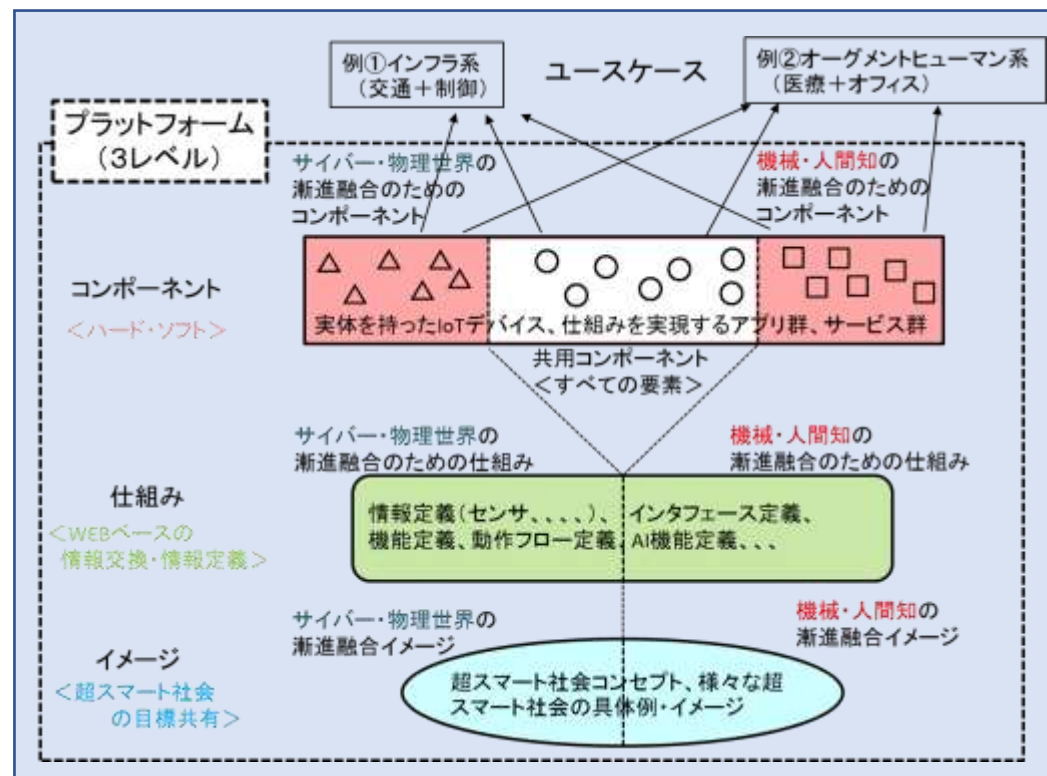 例①インフラ系
（交通＋制御）
ユースケース
例②オーグメントヒューマン系
（医療＋オフィス）
プラットフォーム
（３レベル）
サイバー・物理世界の
漸進融合のための
コンポーネント
機械・人間知の
漸進融合のための
コンポーネント
コンポーネント
＜ハード・ソフト＞
実体を持ったIoTデバイス、仕組みを実現するアプリ群、サービス群
共用コンポーネント
＜すべての要素＞
サイバー・物理世界の
漸進融合のための仕組み
機械・人間知の
漸進融合のための仕組み
仕組み
＜WEBベースの
情報交換・情報定義＞
情報定義（センサ、、、、、）、 インタフェース定義、
機能定義、動作フロー定義、AI機能定義、、、
サイバー・物理世界の
漸進融合イメージ
機械・人間知の
漸進融合イメージ
イメージ
＜超スマート社会
の目標共有＞
超スマート社会コンセプト、様々な超
スマート社会の具体例・イメージ